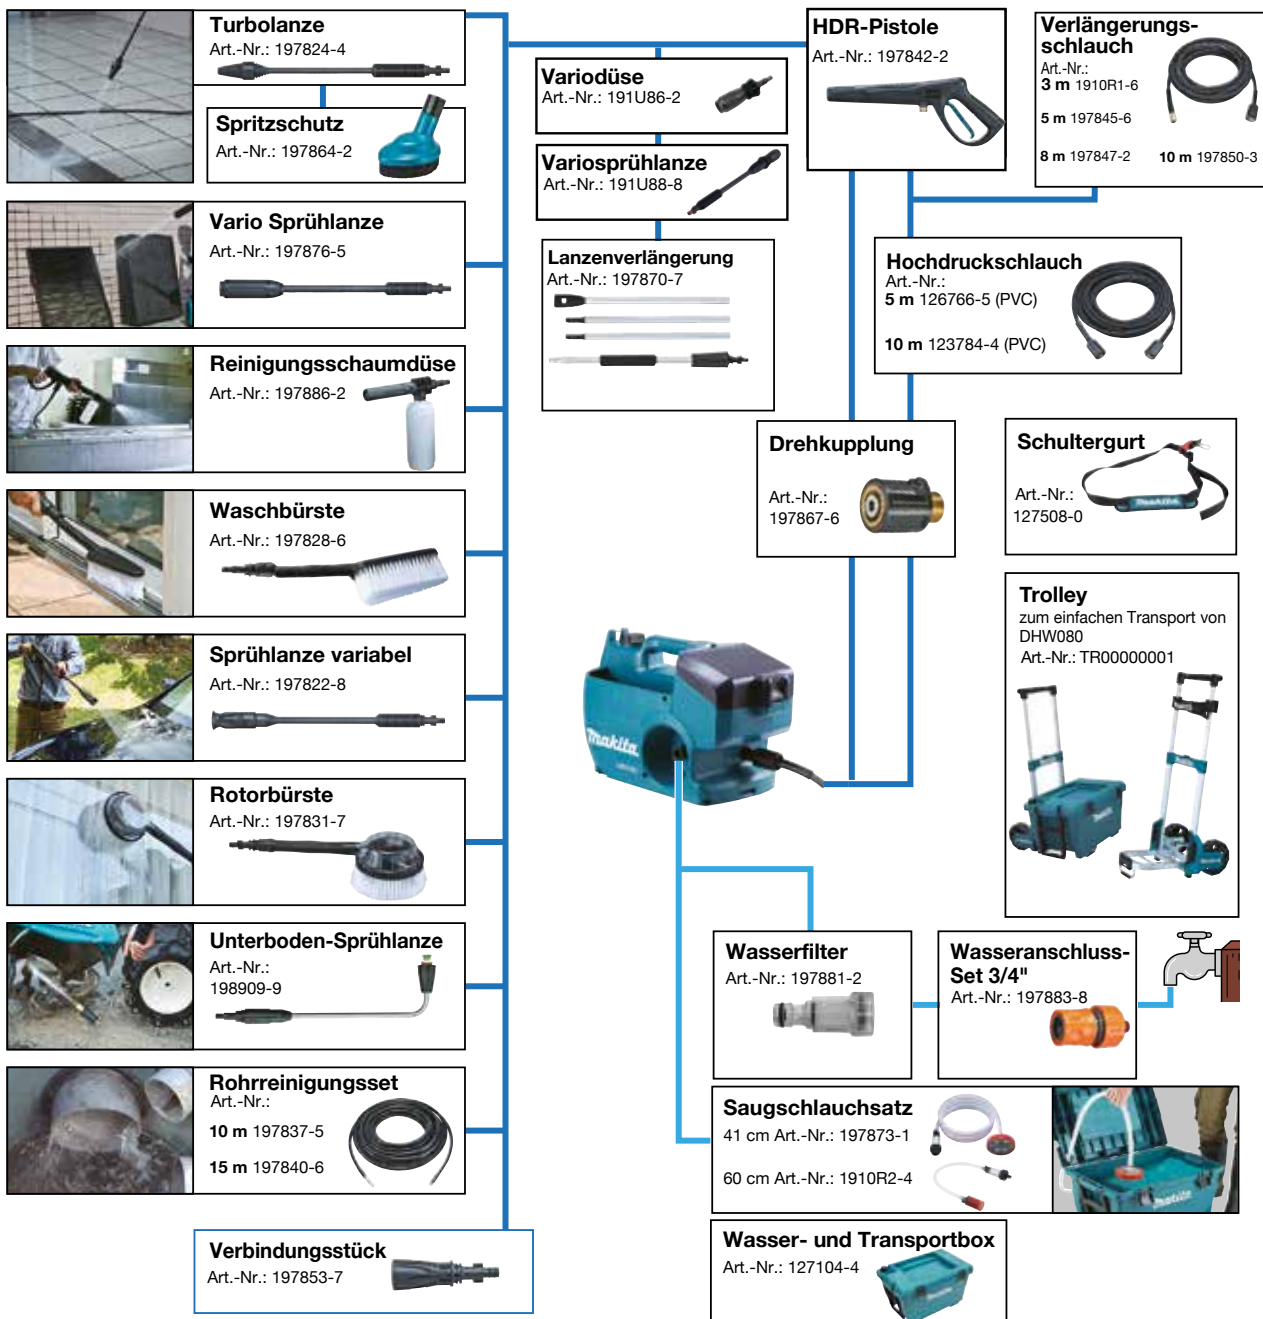 Turbolanze
Art.-Nr.: 197824-4
Spritzschutz
Art.-Nr.: 197864-2
Vario Sprühlanze
Art.-Nr.: 197876-5
Reinigungsschaumdüse
Art.-Nr.: 197886-2
Waschbürste
Art.-Nr.: 197828-6
Sprühlanze variabel
Art.-Nr.: 197822-8
Rotorbürste
Art.-Nr.: 197831-7
Unterboden-Sprühlanze
Art.-Nr.:
198909-9
Rohrreinigungsset
Art.-Nr.:
10 m 197837-5
15 m 197840-6
Verbindungsstück
Art.-Nr.: 197853-7
Variodüse
Art.-Nr.: 191U86-2
Variosprühlanze
Art.-Nr.: 191U88-8
Lanzenverlängerung
Art.-Nr.: 197870-7
HDR-Pistole
Art.-Nr.: 197842-2
Verlängerungs-
schlauch
Art.-Nr.:
3 m 1910R1-6
5 m 197845-6
8 m 197847-2 10 m 197850-3
Hochdruckschlauch
Art.-Nr.:
5 m 126766-5 (PVC)
10 m 123784-4 (PVC)
Drehkupplung
Art.-Nr.:
197867-6
Schultergurt
Art.-Nr.:
127508-0
makita
Trolley
zum einfachen Transport von
DHW080
Art.-Nr.: TR00000001
makita
makita
Wasserfilter
Art.-Nr.: 197881-2
Wasseranschluss-
Set 3/4"
Art.-Nr.: 197883-8
Saugschlauchsatz
41 cm Art.-Nr.: 197873-1
60 cm Art.-Nr.: 1910R2-4
makita
Wasser- und Transportbox
Art.-Nr.: 127104-4